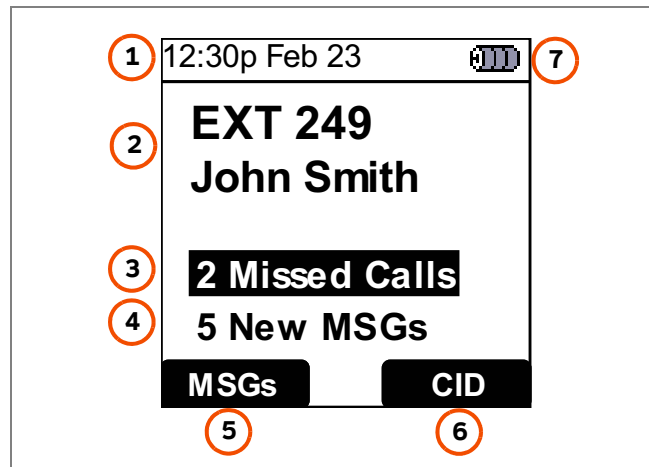 1 12:30p Feb 23 7
2 EXT 249
John Smith
3 2 Missed Calls
4 5 New MSGs
MSGs CID
5 6